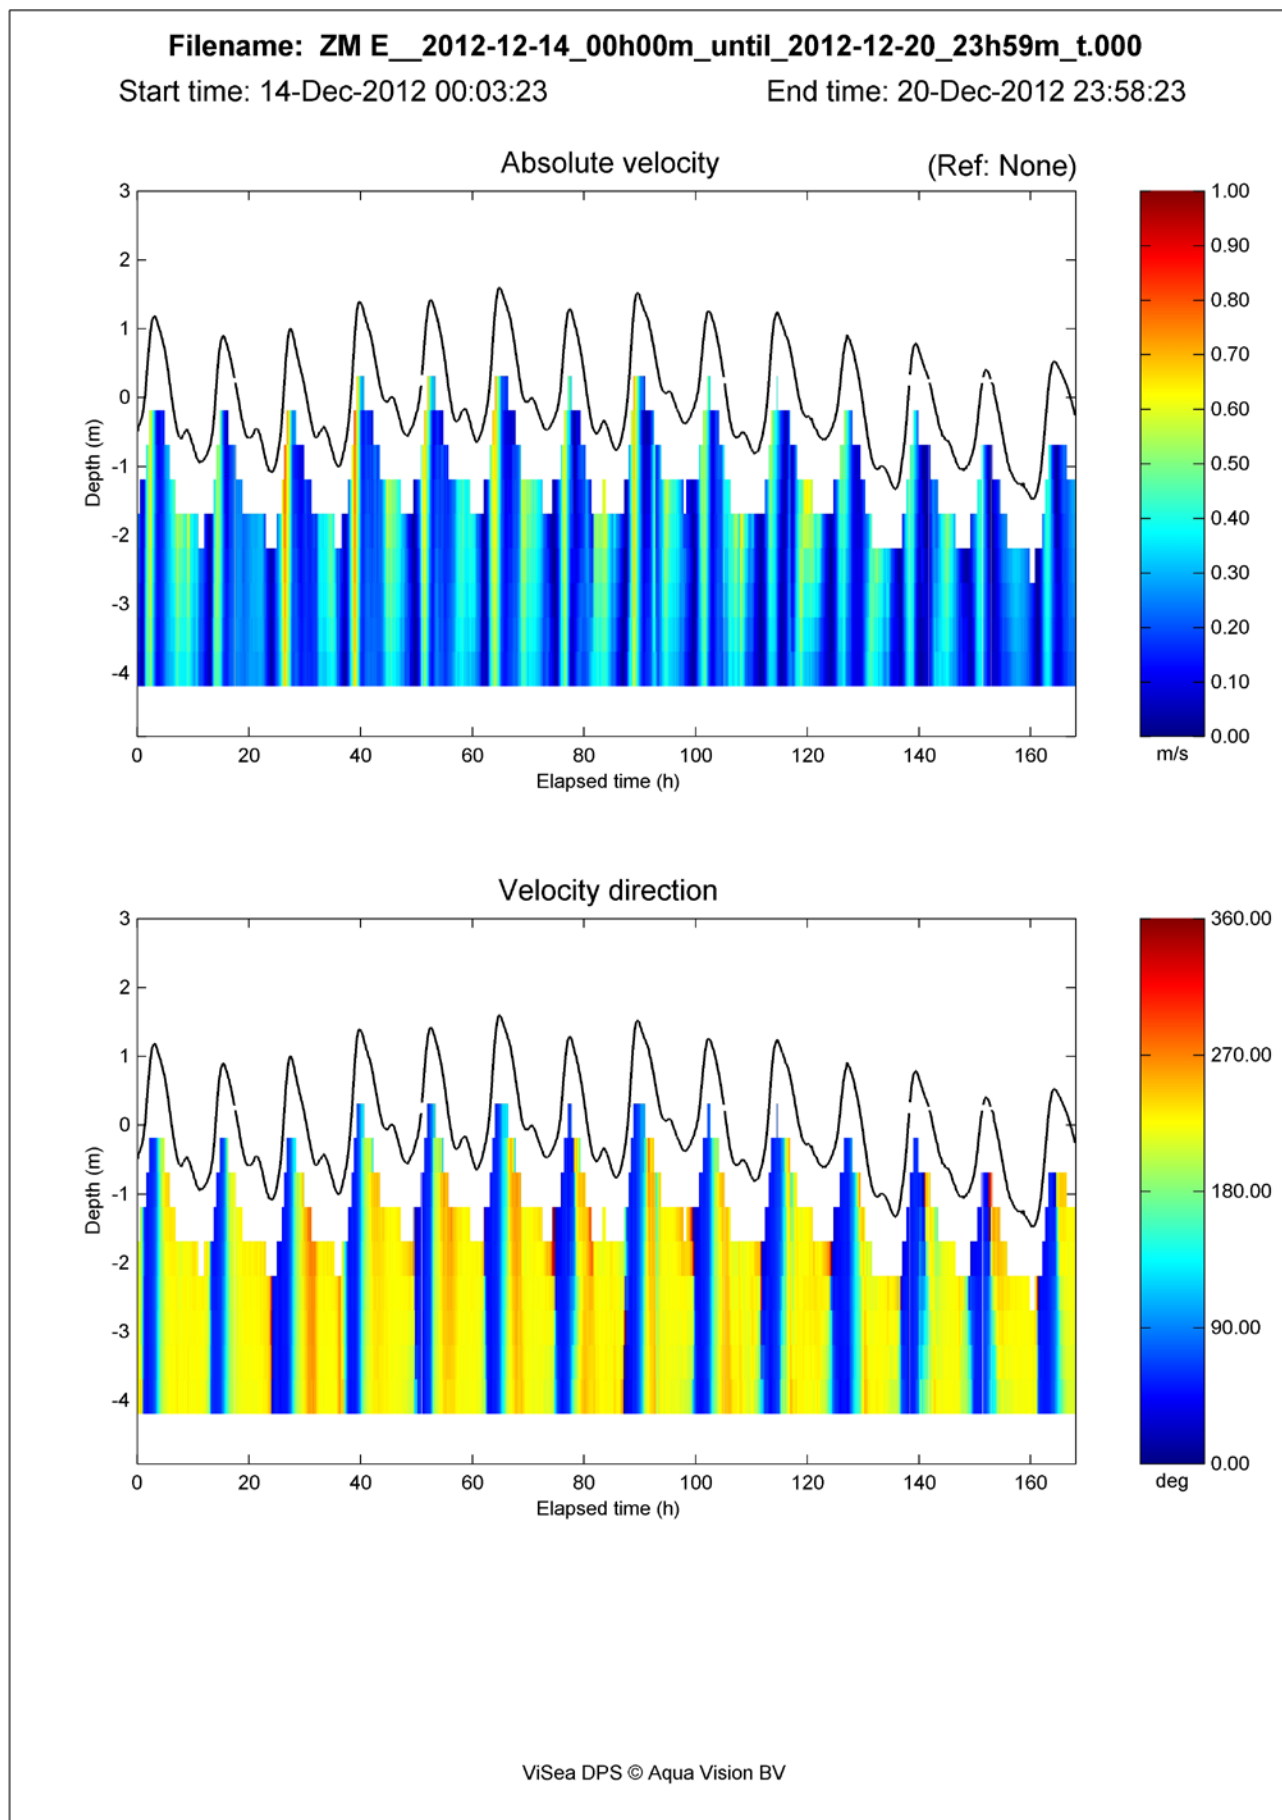 Filename: ZM E__2012-12-14_00h00m_until_2012-12-20_23h59m_t.000
Start time: 14-Dec-2012 00:03:23 End time: 20-Dec-2012 23:58:23
Absolute velocity (Ref: None)
3
2
1
0
-1
-2
-3
-4
Depth (m)
0 20 40 60 80 100 120 140 160
Elapsed time (h)
1.00
0.90
0.80
0.70
0.60
0.50
0.40
0.30
0.20
0.10
0.00
m/s
Velocity direction
3
2
1
0
-1
-2
-3
-4
Depth (m)
0 20 40 60 80 100 120 140 160
Elapsed time (h)
360.00
270.00
180.00
90.00
0.00
deg
ViSea DPS © Aqua Vision BV